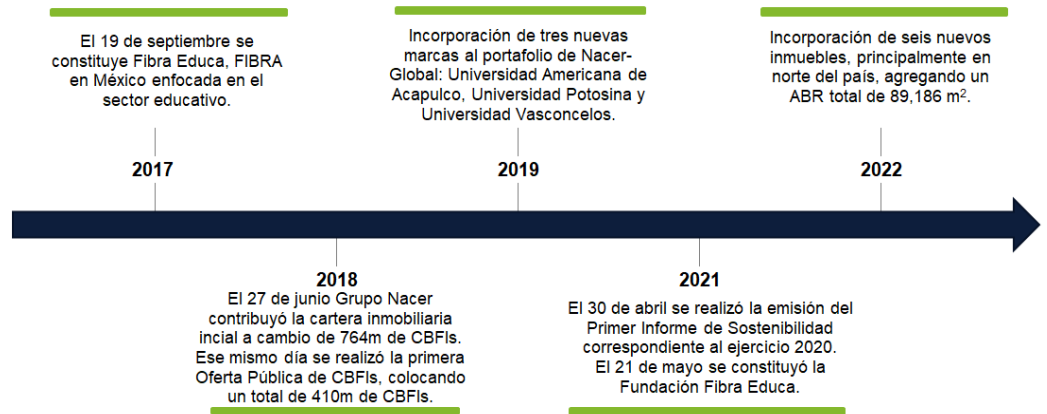 El 19 de septiembre se
constituye Fibra Educa, FIBRA
en México enfocada en el
sector educativo.
2017
El 27 de junio Grupo Nacer
contribuyó la cartera inmobiliaria
incial a cambio de 764m de CBFIs.
Ese mismo día se realizó la primera
Oferta Pública de CBFIs, colocando
un total de 410m de CBFIs.
2018
Incorporación de tres nuevas
marcas al portafolio de Nacer-
Global: Universidad Americana de
Acapulco, Universidad Potosina y
Universidad Vasconcelos.
2019
El 30 de abril se realizó la emisión del
Primer Informe de Sostenibilidad
correspondiente al ejercicio 2020.
El 21 de mayo se constituyó la
Fundación Fibra Educa.
2021
Incorporación de seis nuevos
inmuebles, principalmente en
norte del país, agregando un
ABR total de 89,186 m².
2022